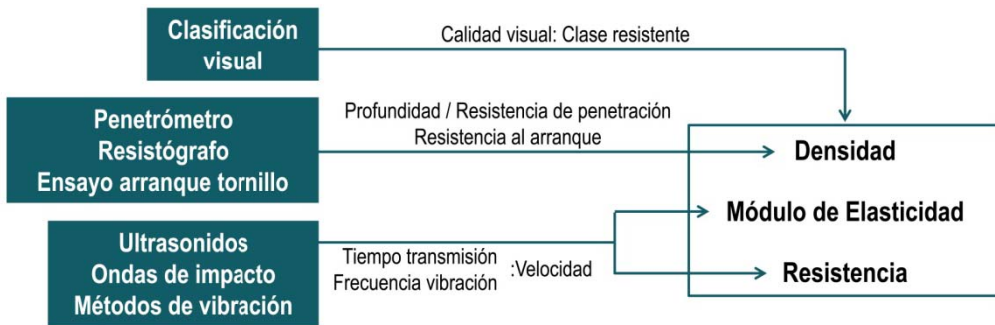 Clasificación
visual
Calidad visual: Clase resistente
Penetrómetro
Resistógrafo
Ensayo arranque tornillo
Profundidad / Resistencia de penetración
Resistencia al arranque
Densidad
Módulo de Elasticidad
Resistencia
Ultrasonidos
Ondas de impacto
Métodos de vibración
Tiempo transmisión
Frecuencia vibración
:Velocidad